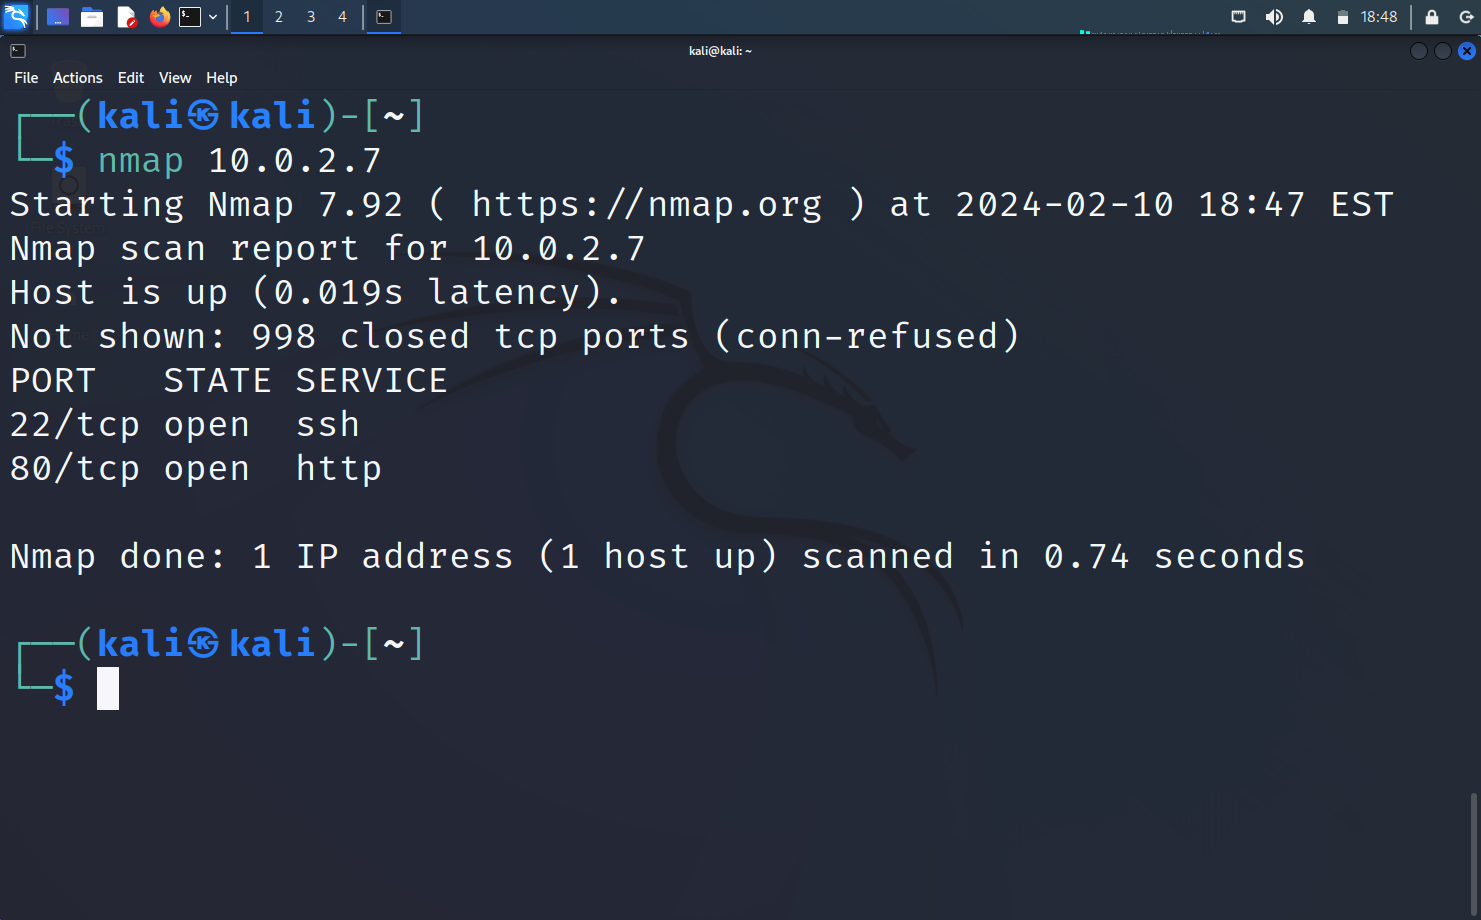 1 2 3 4 18:48
kali@kali: ~
File Actions Edit View Help
┌──(kali㉿kali)-[~]
└─$ nmap 10.0.2.7
Starting Nmap 7.92 ( https://nmap.org ) at 2024-02-10 18:47 EST
Nmap scan report for 10.0.2.7
Host is up (0.019s latency).
Not shown: 998 closed tcp ports (conn-refused)
PORT   STATE SERVICE
22/tcp open  ssh
80/tcp open  http
Nmap done: 1 IP address (1 host up) scanned in 0.74 seconds
┌──(kali㉿kali)-[~]
└─$